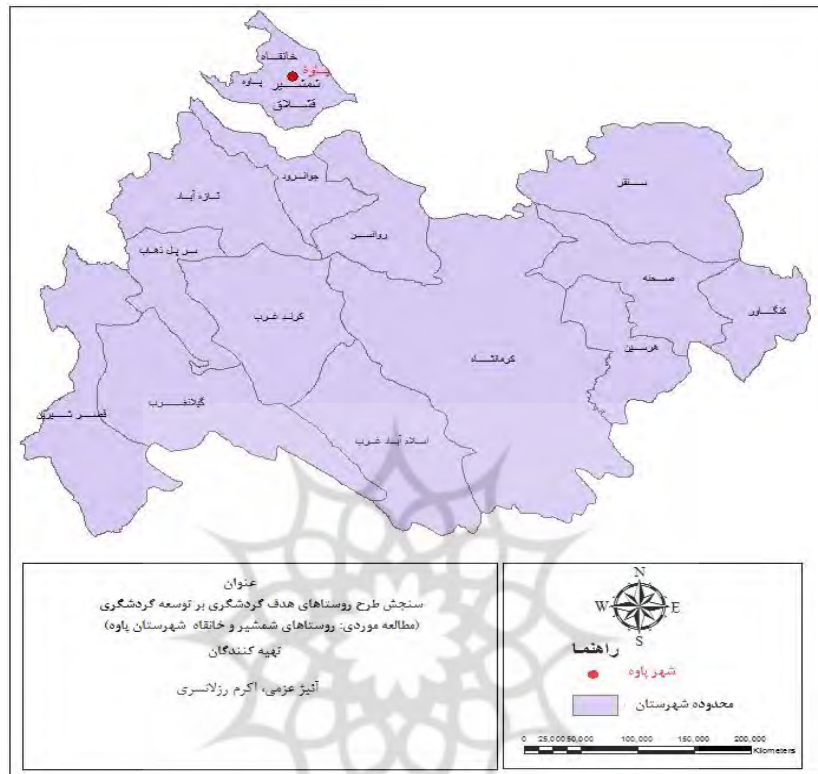 خانقاه
پاوه
پاوه
شمشیر
قشلاق
جوانرود
تازه آباد
روانسر
سنقر
سر پل ذهاب
صحنه
کنگاور
کرند غرب
هرسین
کرمانشاه
گیلانغرب
قصر شیرین
اسلام آباد غرب
عنوان
سنجش طرح روستاهای هدف گردشگری بر توسعه گردشگری
(مطالعه موردی: روستاهای شمشیر و خانقاه شهرستان پاوه)
تهیه کنندگان
آئیژ عزمی، اکرم رزلانسری
N
W E
S
راهنما
شهر پاوه
محدوده شهرستان
0 25,000 50,000 100,000 150,000 200,000
Kilometers